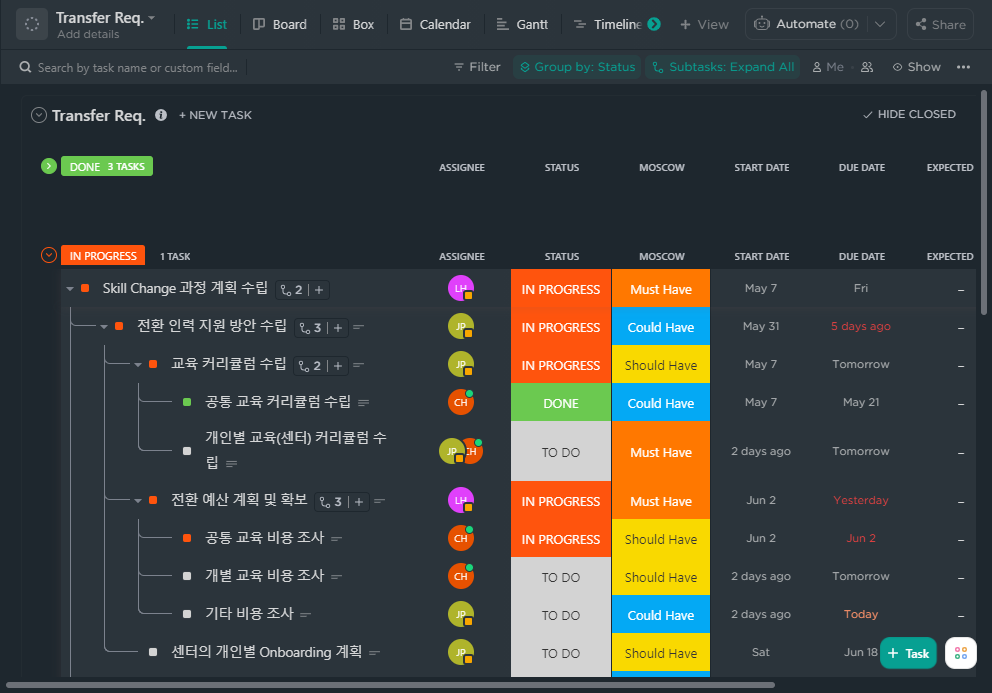 Transfer Req.
Add details
List
Board
Box
Calendar
Gantt
Timeline
+ View
Automate (0)
Share
Search by task name or custom field...
Filter
Group by: Status
Subtasks: Expand All
Me
Show
Transfer Req.
+ NEW TASK
HIDE CLOSED
DONE 3 TASKS ASSIGNEE STATUS MOSCOW START DATE DUE DATE EXPECTED
IN PROGRESS 1 TASK ASSIGNEE STATUS MOSCOW START DATE DUE DATE EXPECTED
Skill Change 과정 계획 수립 2 + LH IN PROGRESS Must Have May 7 Fri –
전환 인력 지원 방안 수립 3 + JP IN PROGRESS Could Have May 31 5 days ago –
교육 커리큘럼 수립 2 + JP IN PROGRESS Should Have May 7 Tomorrow –
공통 교육 커리큘럼 수립 CH DONE Could Have May 7 May 21 –
개인별 교육(센터) 커리큘럼 수
립 JP CH TO DO Must Have 2 days ago Tomorrow –
전환 예산 계획 및 확보 3 + LH IN PROGRESS Must Have Jun 2 Yesterday –
공통 교육 비용 조사 CH IN PROGRESS Should Have Jun 2 Jun 2 –
개별 교육 비용 조사 CH TO DO Should Have 2 days ago Tomorrow –
기타 비용 조사 JP TO DO Could Have 2 days ago Today –
센터의 개인별 Onboarding 계획 JP TO DO Should Have Sat Jun 18
+ Task